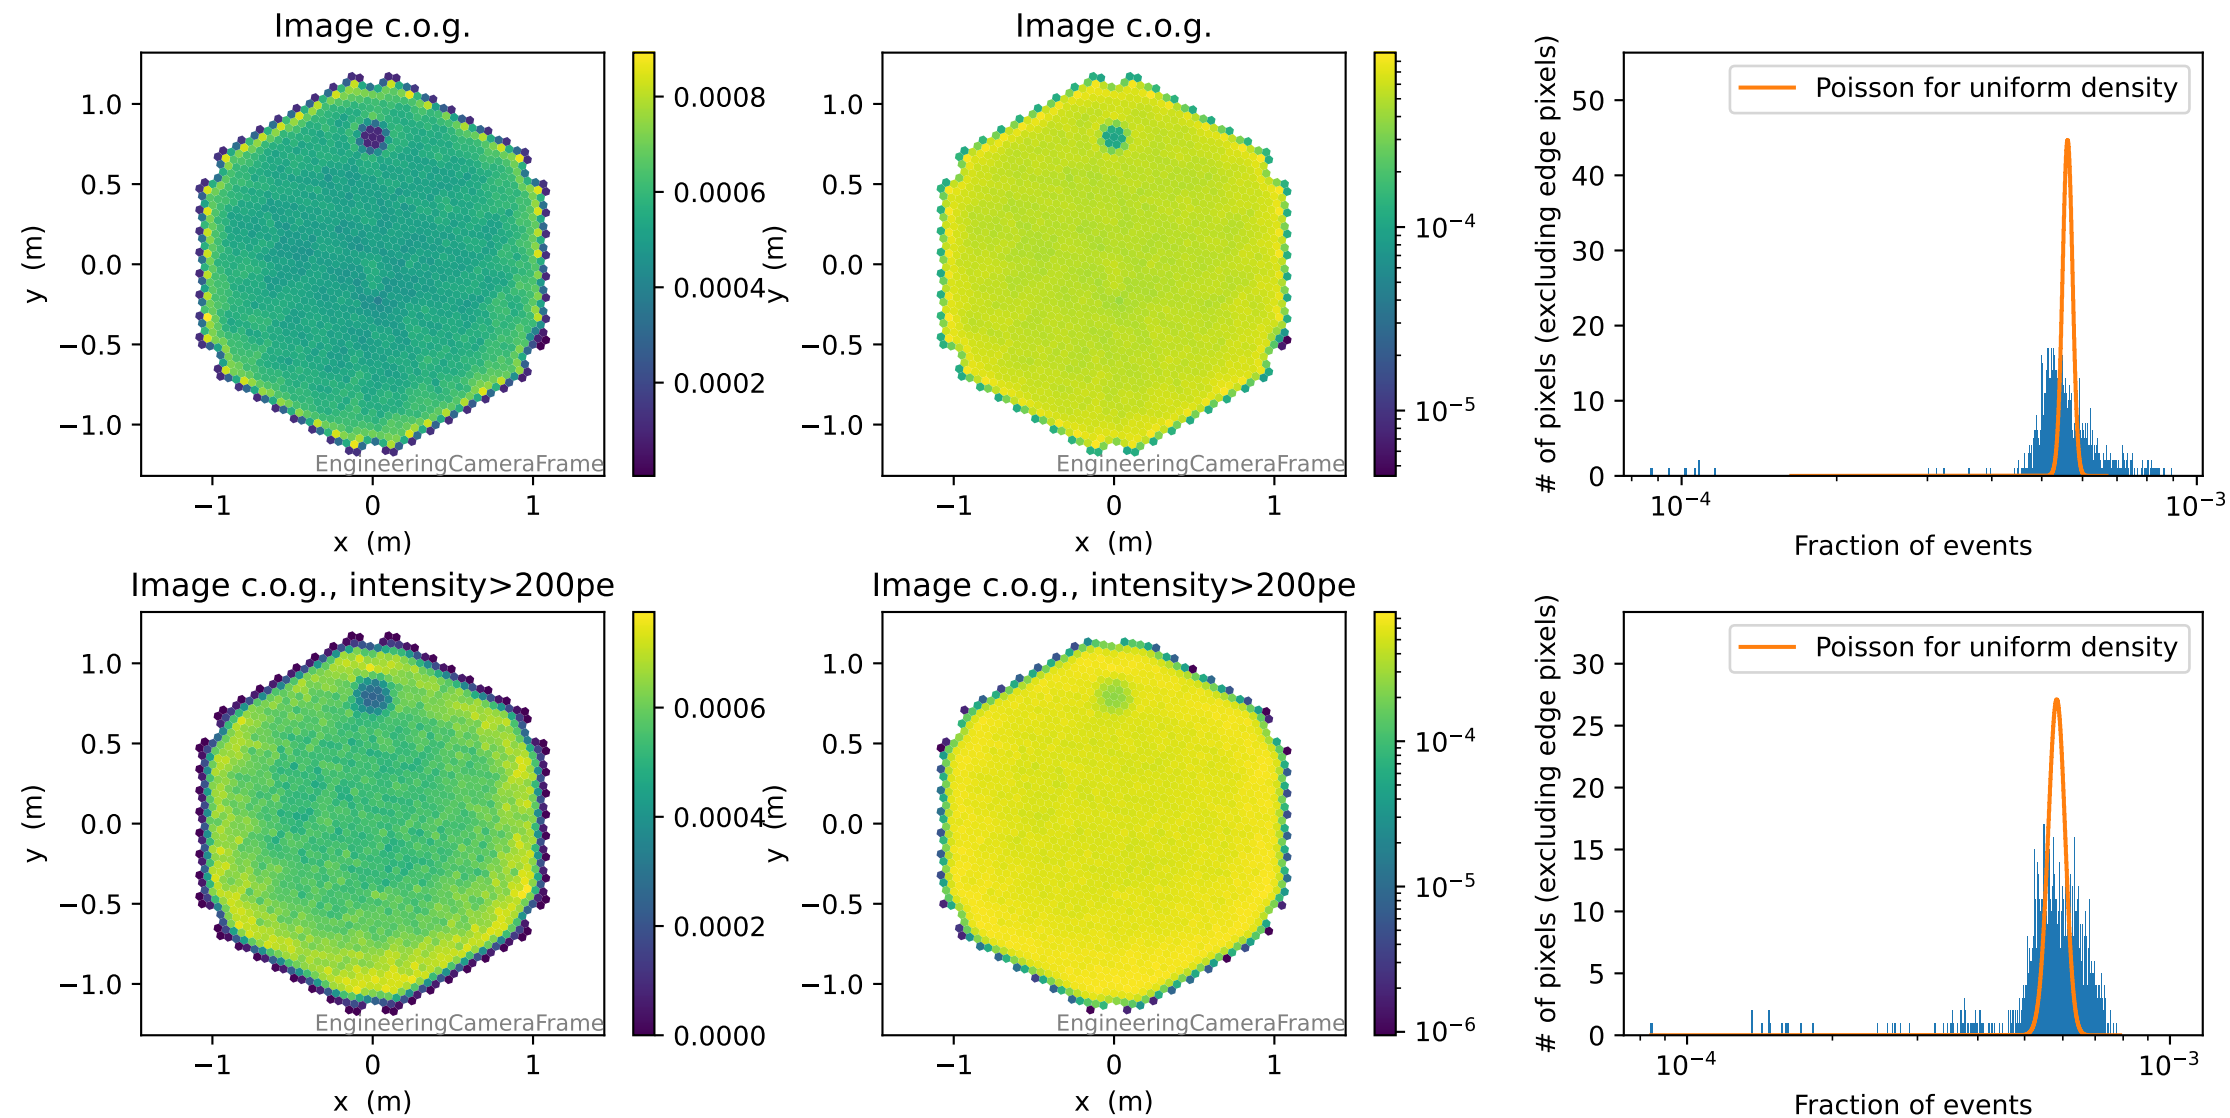 Image c.o.g.
1.0
0.5
0.0
−0.5
−1.0
y (m)
−1
0
1
x (m)
EngineeringCameraFrame
0.0008
0.0006
0.0004
0.0002
Image c.o.g.
1.0
0.5
0.0
−0.5
−1.0
y (m)
−1
0
1
x (m)
EngineeringCameraFrame
10⁻⁴
10⁻⁵
# of pixels (excluding edge pixels)
50
40
30
20
10
0
Poisson for uniform density
10⁻⁴
10⁻³
Fraction of events
Image c.o.g., intensity>200pe
1.0
0.5
0.0
−0.5
−1.0
y (m)
−1
0
1
x (m)
EngineeringCameraFrame
0.0006
0.0004
0.0002
0.0000
Image c.o.g., intensity>200pe
1.0
0.5
0.0
−0.5
−1.0
y (m)
−1
0
1
x (m)
EngineeringCameraFrame
10⁻⁴
10⁻⁵
10⁻⁶
# of pixels (excluding edge pixels)
30
25
20
15
10
5
0
Poisson for uniform density
10⁻⁴
10⁻³
Fraction of events